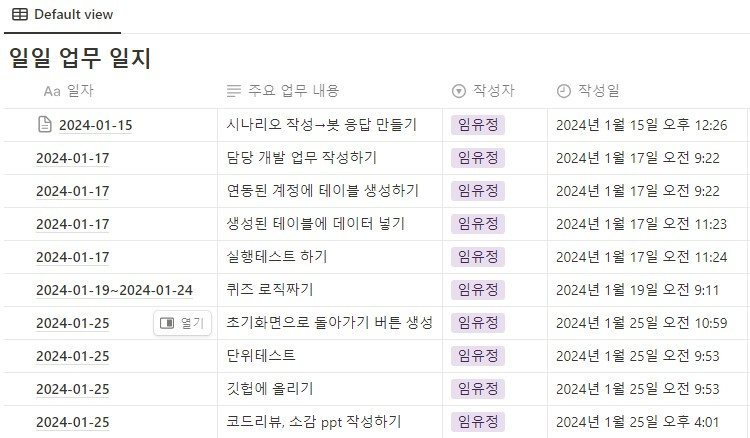 Default view
일일 업무 일지
Aa 일자 주요 업무 내용 작성자 작성일
2024-01-15 시나리오 작성→봇 응답 만들기 임유정 2024년 1월 15일 오후 12:26
2024-01-17 담당 개발 업무 작성하기 임유정 2024년 1월 17일 오전 9:22
2024-01-17 연동된 계정에 테이블 생성하기 임유정 2024년 1월 17일 오전 9:22
2024-01-17 생성된 테이블에 데이터 넣기 임유정 2024년 1월 17일 오전 11:23
2024-01-17 실행테스트 하기 임유정 2024년 1월 17일 오전 11:24
2024-01-19~2024-01-24 퀴즈 로직짜기 임유정 2024년 1월 19일 오전 9:11
2024-01-25 열기 초기화면으로 돌아가기 버튼 생성 임유정 2024년 1월 25일 오전 10:59
2024-01-25 단위테스트 임유정 2024년 1월 25일 오전 9:53
2024-01-25 깃헙에 올리기 임유정 2024년 1월 25일 오전 9:53
2024-01-25 코드리뷰, 소감 ppt 작성하기 임유정 2024년 1월 25일 오후 4:01